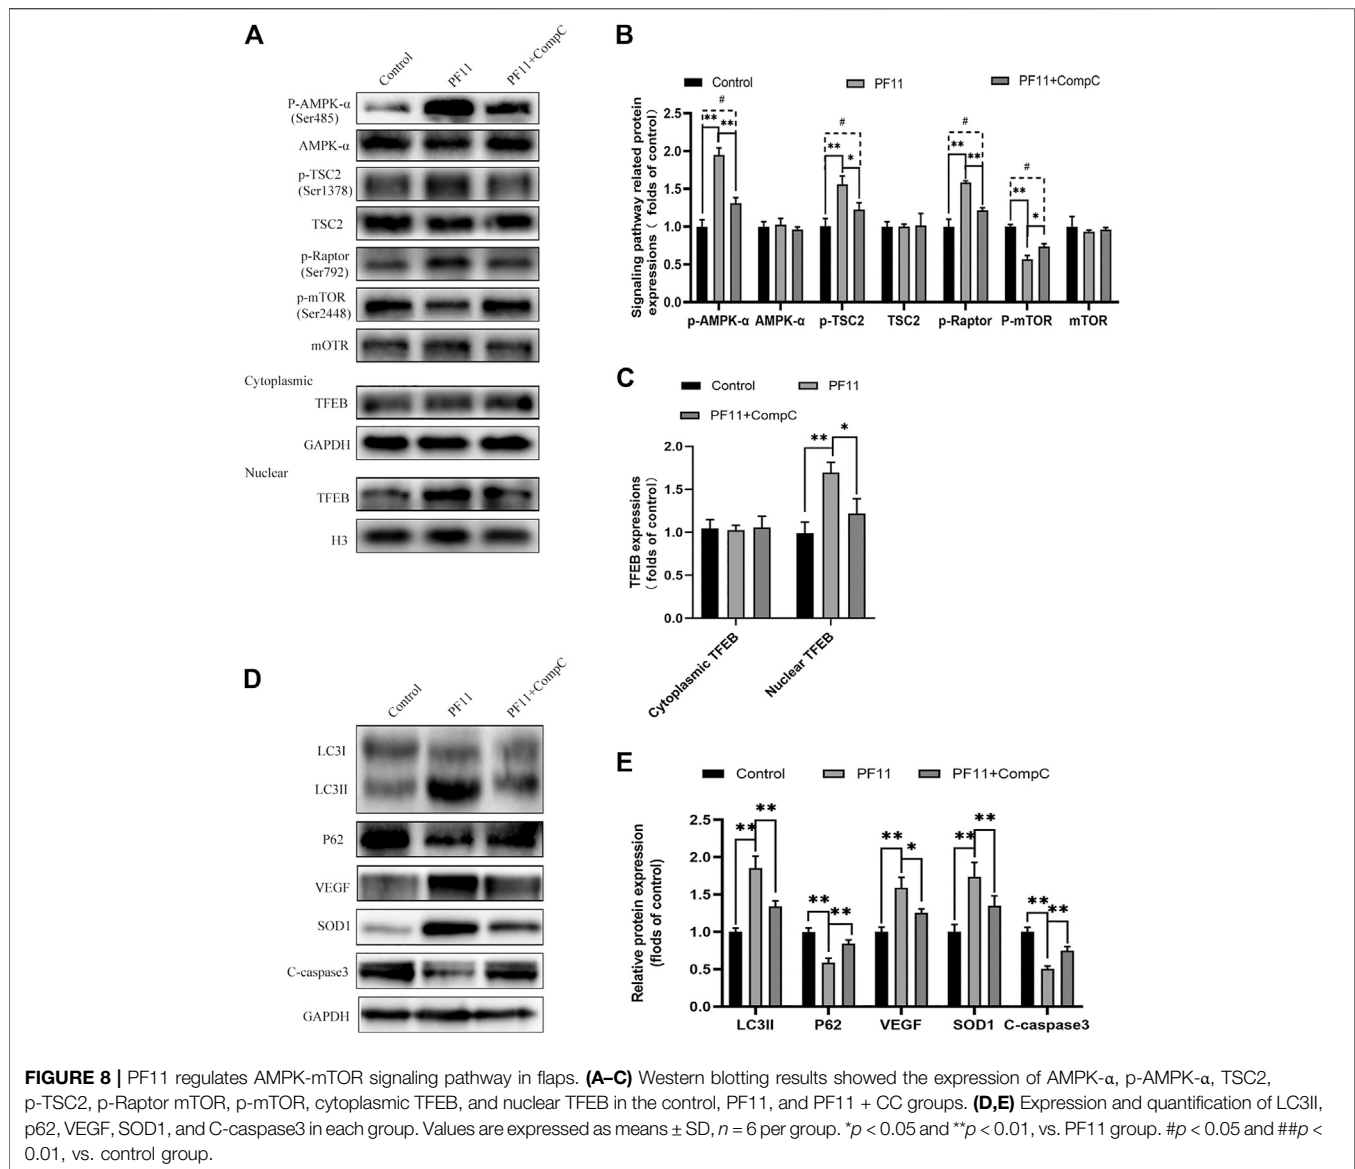 A
Control
PF11
PF11+CompC
P-AMPK-α
(Ser485)
AMPK-α
p-TSC2
(Ser1378)
TSC2
p-Raptor
(Ser792)
p-mTOR
(Ser2448)
mOTR
Cytoplasmic
TFEB
GAPDH
Nuclear
TFEB
H3
B
Control PF11 PF11+CompC
Signaling pathway related protein
expressions ( folds of control)
2.5
2.0
1.5
1.0
0.5
0.0
# ** **
# ** *
# ** **
# ** *
p-AMPK-α AMPK-α p-TSC2 TSC2 p-Raptor P-mTOR mTOR
C
Control PF11
PF11+CompC
TFEB expressions
( folds of control)
2.0
1.5
1.0
0.5
0.0
** *
Cytoplasmic TFEB
Nuclear TFEB
D
Control
PF11
PF11+CompC
LC3I
LC3II
P62
VEGF
SOD1
C-caspase3
GAPDH
E
Control PF11 PF11+CompC
Relative protein expression
(flods of control)
2.5
2.0
1.5
1.0
0.5
0.0
** **
** **
** *
** **
** **
LC3II P62 VEGF SOD1 C-caspase3
FIGURE 8 | PF11 regulates AMPK-mTOR signaling pathway in flaps. (A–C) Western blotting results showed the expression of AMPK-α, p-AMPK-α, TSC2,
p-TSC2, p-Raptor mTOR, p-mTOR, cytoplasmic TFEB, and nuclear TFEB in the control, PF11, and PF11 + CC groups. (D,E) Expression and quantification of LC3II,
p62, VEGF, SOD1, and C-caspase3 in each group. Values are expressed as means ± SD, n = 6 per group. *p < 0.05 and **p < 0.01, vs. PF11 group. #p < 0.05 and ##p <
0.01, vs. control group.